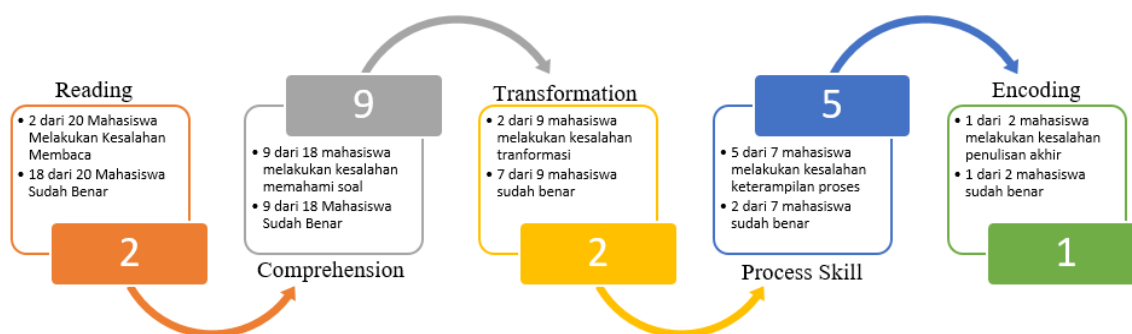 Reading
• 2 dari 20 Mahasiswa
Melakukan Kesalahan
Membaca
• 18 dari 20 Mahasiswa
Sudah Benar
2
9
• 9 dari 18 mahasiswa
melakukan kesalahan
memahami soal
• 9 dari 18 Mahasiswa
Sudah Benar
Comprehension
Transformation
• 2 dari 9 mahasiswa
melakukan kesalahan
tranformasi
• 7 dari 9 mahasiswa
sudah benar
2
5
• 5 dari 7 mahasiswa
melakukan kesalahan
keterampilan proses
• 2 dari 7 mahasiswa
sudah benar
Process Skill
Encoding
• 1 dari 2 mahasiswa
melakukan kesalahan
penulisan akhir
• 1 dari 2 mahasiswa
sudah benar
1